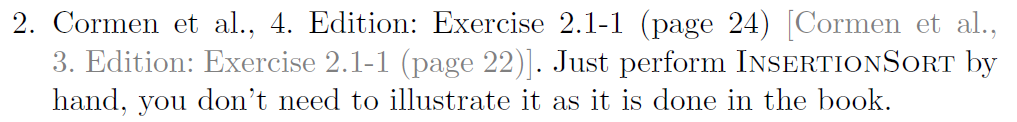 2. Cormen et al., 4. Edition: Exercise 2.1-1 (page 24) [Cormen et al.,
3. Edition: Exercise 2.1-1 (page 22)]. Just perform INSERTIONSORT by
hand, you don't need to illustrate it as it is done in the book.